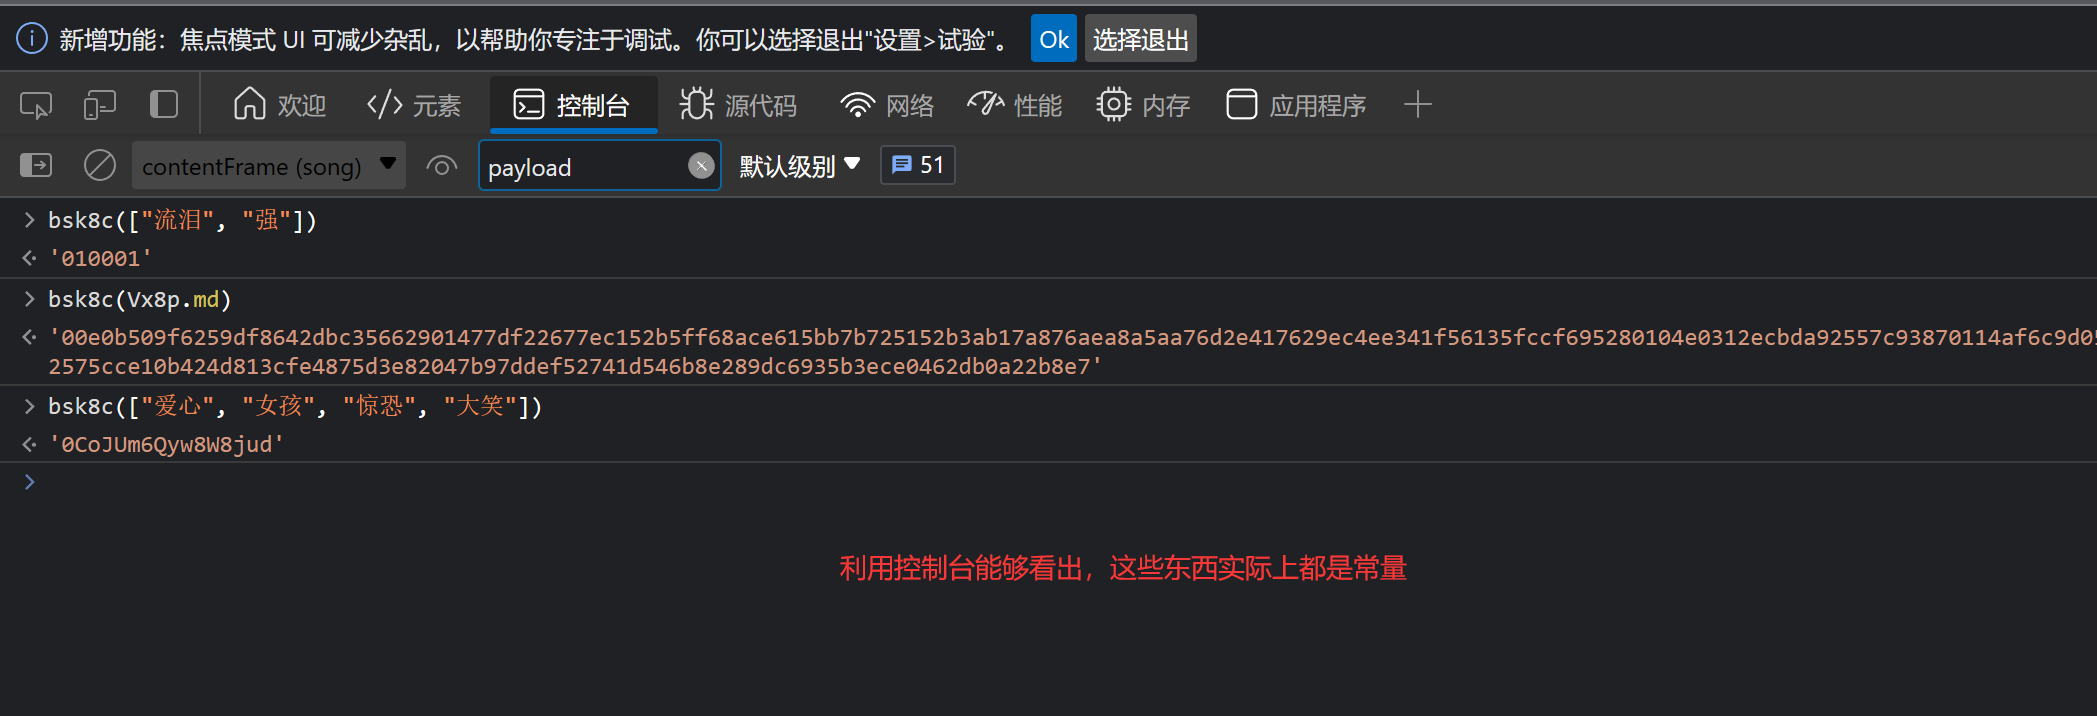 新增功能：焦点模式 UI 可减少杂乱，以帮助你专注于调试。你可以选择退出"设置>试验"。 Ok 选择退出
欢迎 元素 控制台 源代码 网络 性能 内存 应用程序
contentFrame (song) payload 默认级别 51
bsk8c(["流泪", "强"])
'010001'
bsk8c(Vx8p.md)
'00e0b509f6259df8642dbc35662901477df22677ec152b5ff68ace615bb7b725152b3ab17a876aea8a5aa76d2e417629ec4ee341f56135fccf695280104e0312ecbda92557c93870114af6c9d05
2575cce10b424d813cfe4875d3e82047b97ddef52741d546b8e289dc6935b3ece0462db0a22b8e7'
bsk8c(["爱心", "女孩", "惊恐", "大笑"])
'0CoJUm6Qyw8W8jud'
利用控制台能够看出，这些东西实际上都是常量